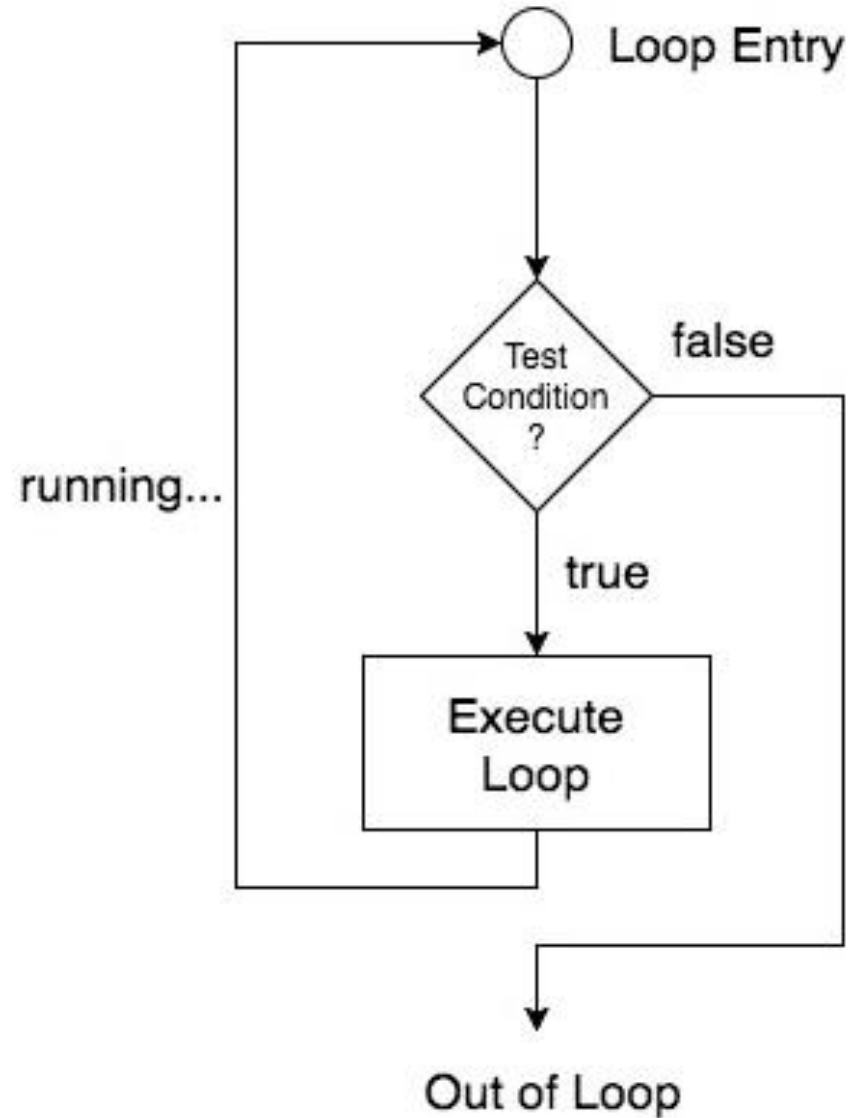 Loop Entry
Test
Condition
?
false
running...
true
Execute
Loop
Out of Loop